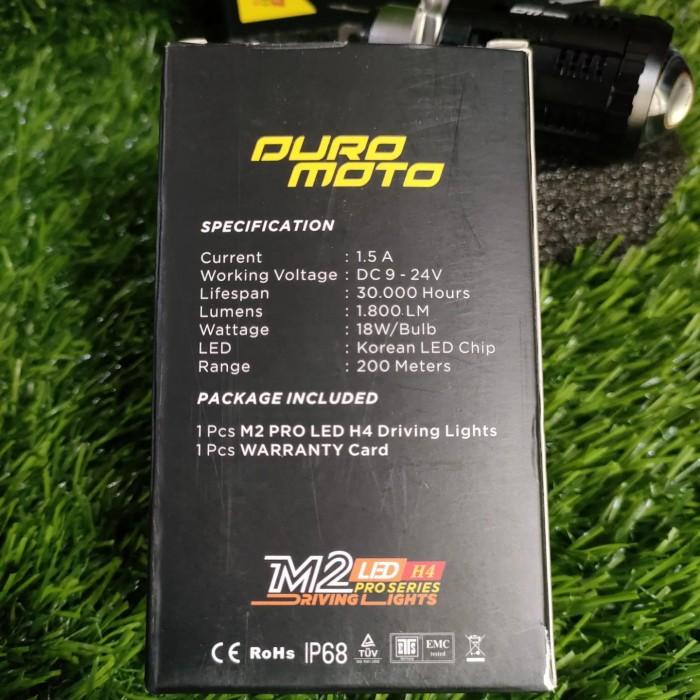 DURO
MOTO
SPECIFICATION
Current : 1.5 A
Working Voltage : DC 9 - 24V
Lifespan : 30.000 Hours
Lumens : 1.800 LM
Wattage : 18W/Bulb
LED : Korean LED Chip
Range : 200 Meters
PACKAGE INCLUDED
1 Pcs M2 PRO LED H4 Driving Lights
1 Pcs WARRANTY Card
M2 LED H4
PRO SERIES
DRIVING LIGHTS
CE RoHs IP68 TÜV EMC
tested